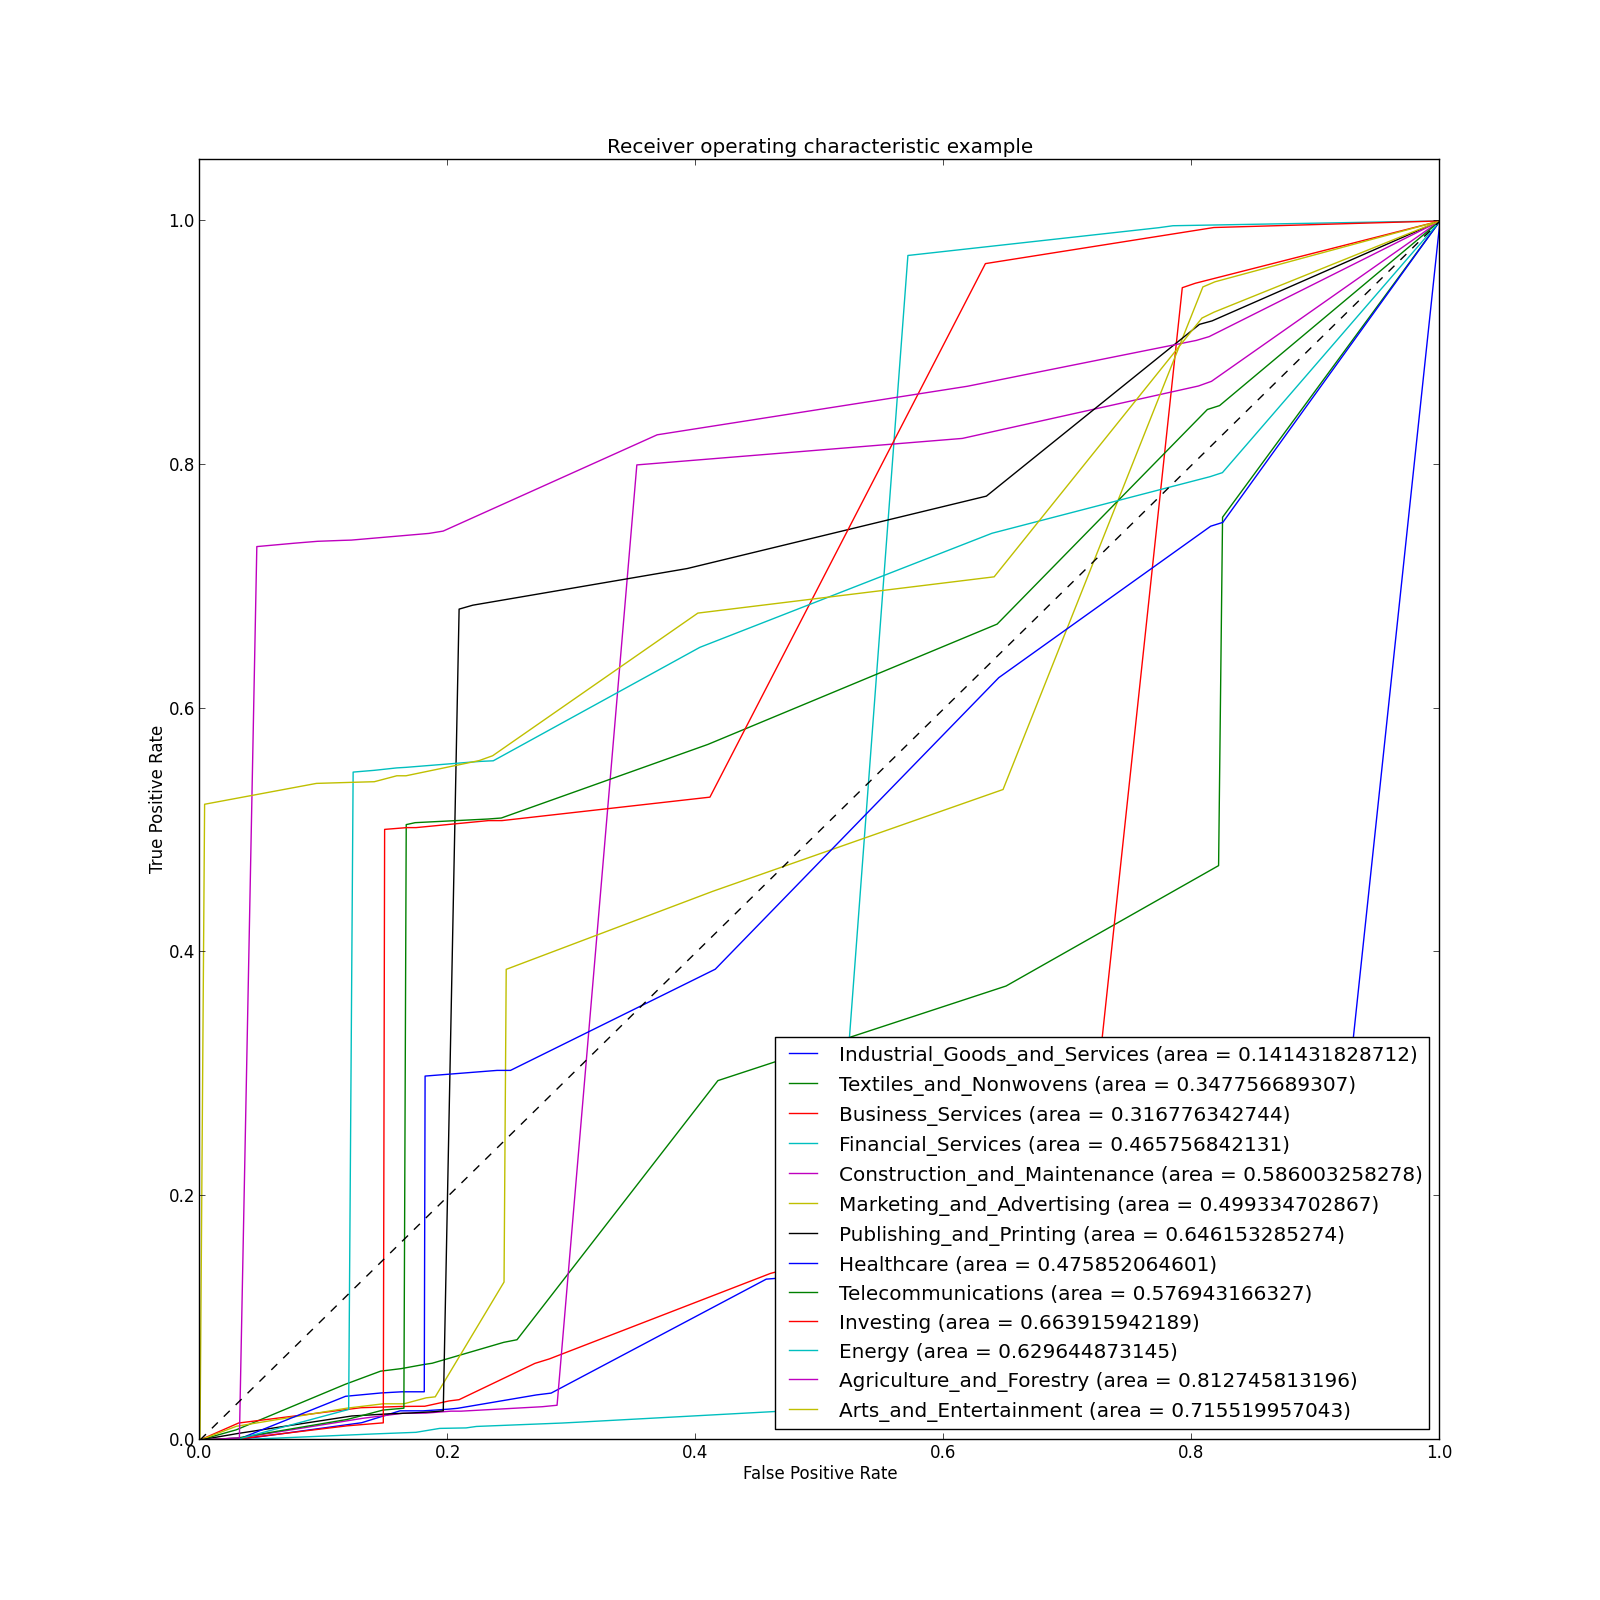 Receiver operating characteristic example
1.0
0.8
0.6
0.4
0.2
0.0
True Positive Rate
Industrial_Goods_and_Services (area = 0.141431828712)
Textiles_and_Nonwovens (area = 0.347756689307)
Business_Services (area = 0.316776342744)
Financial_Services (area = 0.465756842131)
Construction_and_Maintenance (area = 0.586003258278)
Marketing_and_Advertising (area = 0.499334702867)
Publishing_and_Printing (area = 0.646153285274)
Healthcare (area = 0.475852064601)
Telecommunications (area = 0.576943166327)
Investing (area = 0.663915942189)
Energy (area = 0.629644873145)
Agriculture_and_Forestry (area = 0.812745813196)
Arts_and_Entertainment (area = 0.715519957043)
0.0 0.2 0.4 0.6 0.8 1.0
False Positive Rate